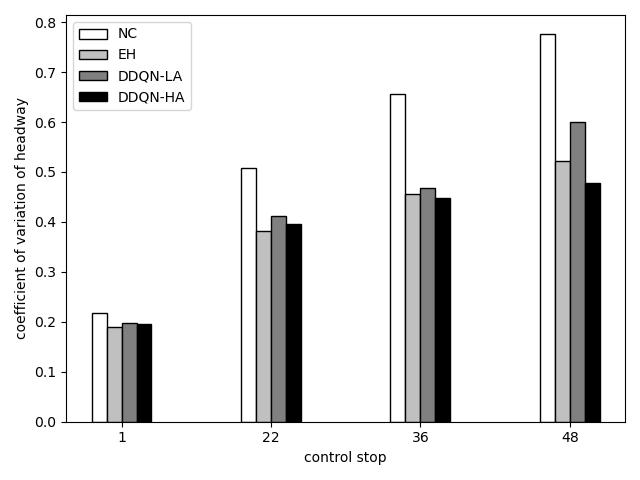 NC
EH
DDQN-LA
DDQN-HA
coefficient of variation of headway
0.8
0.7
0.6
0.5
0.4
0.3
0.2
0.1
0.0
1 22 36 48
control stop